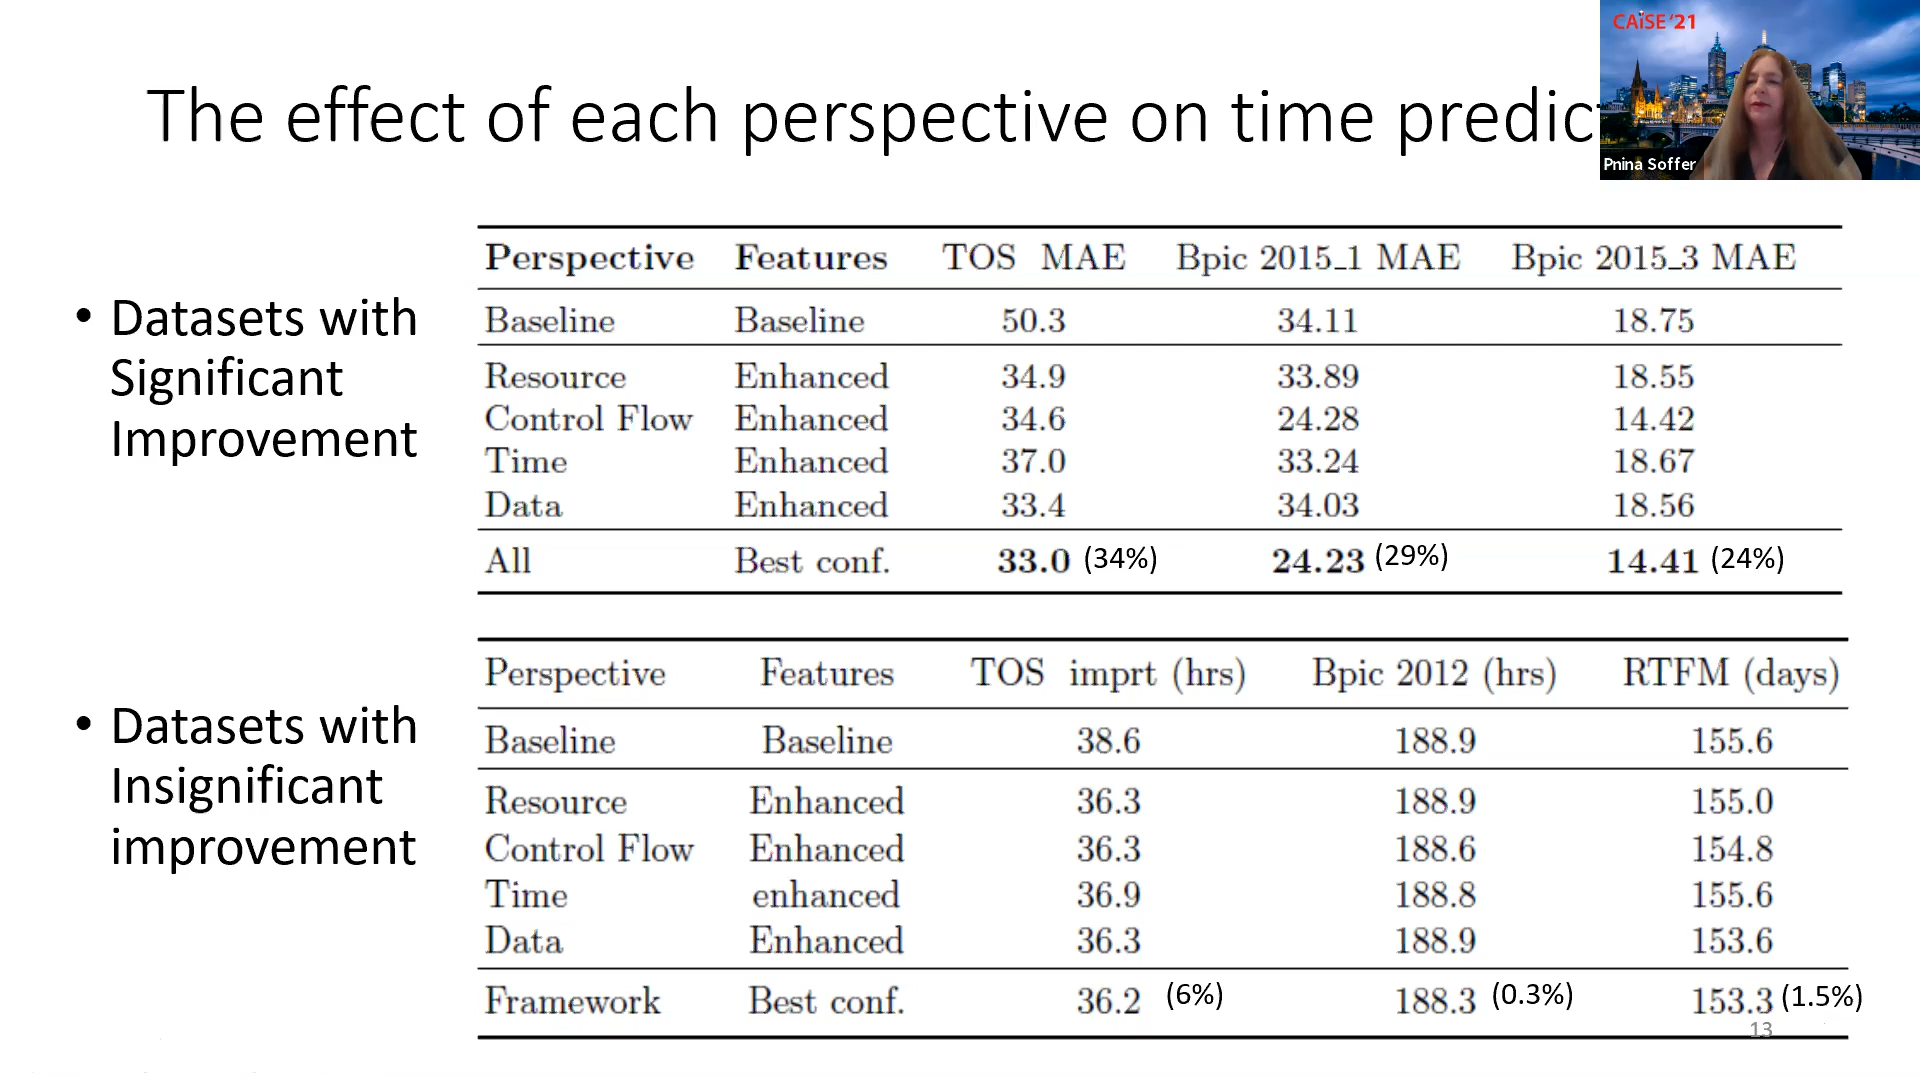 CAiSE '21
The effect of each perspective on time predic
Pnina Soffer
• Datasets with
Significant
Improvement
Perspective Features TOS MAE Bpic 2015_1 MAE Bpic 2015_3 MAE
Baseline Baseline 50.3 34.11 18.75
Resource Enhanced 34.9 33.89 18.55
Control Flow Enhanced 34.6 24.28 14.42
Time Enhanced 37.0 33.24 18.67
Data Enhanced 33.4 34.03 18.56
All Best conf. 33.0 (34%) 24.23 (29%) 14.41 (24%)
• Datasets with
Insignificant
improvement
Perspective Features TOS imprt (hrs) Bpic 2012 (hrs) RTFM (days)
Baseline Baseline 38.6 188.9 155.6
Resource Enhanced 36.3 188.9 155.0
Control Flow Enhanced 36.3 188.6 154.8
Time enhanced 36.9 188.8 155.6
Data Enhanced 36.3 188.9 153.6
Framework Best conf. 36.2 (6%) 188.3 (0.3%) 153.3 (1.5%)
13